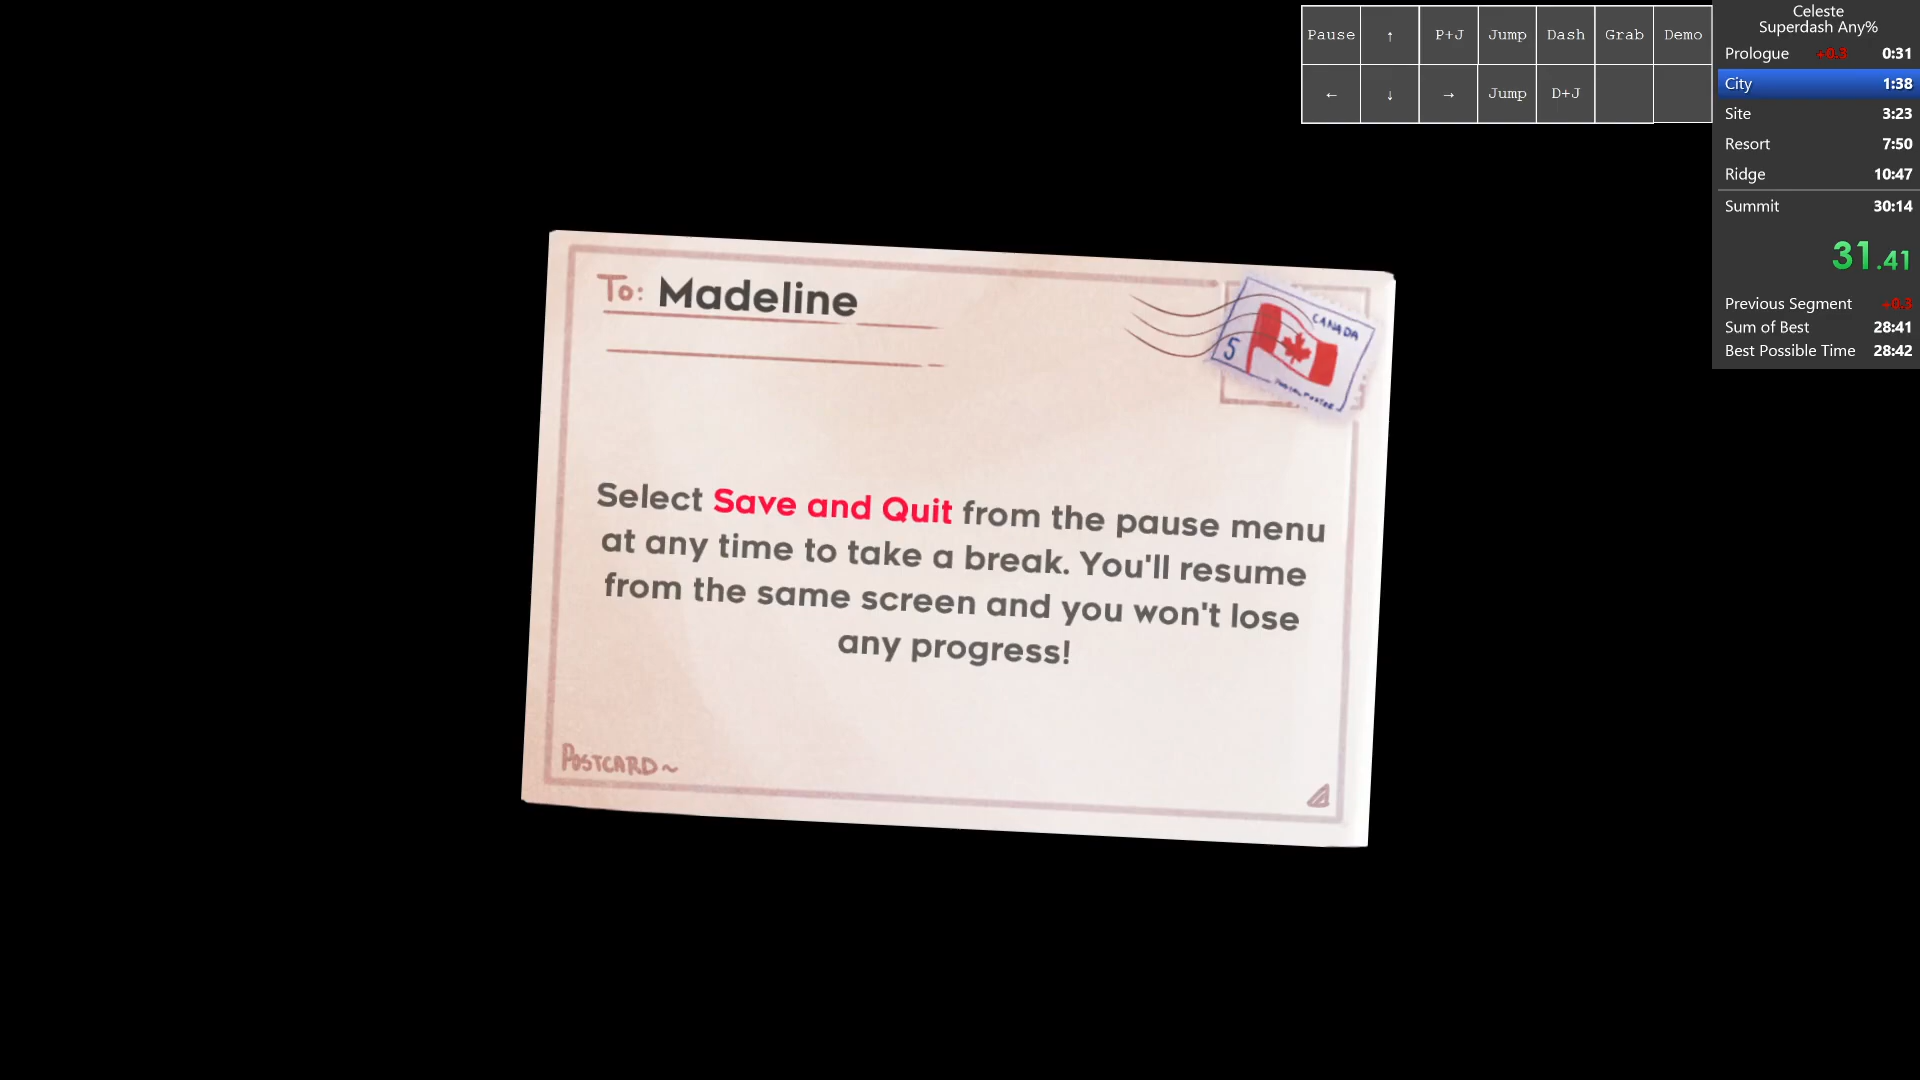 Pause ↑ P+J Jump Dash Grab Demo
← ↓ → Jump D+J
Celeste
Superdash Any%
Prologue +0.3 0:31
City 1:38
Site 3:23
Resort 7:50
Ridge 10:47
Summit 30:14
31.41
Previous Segment +0.3
Sum of Best 28:41
Best Possible Time 28:42
To: Madeline
CANADA
5
Select Save and Quit from the pause menu
at any time to take a break. You'll resume
from the same screen and you won't lose
any progress!
POSTCARD~